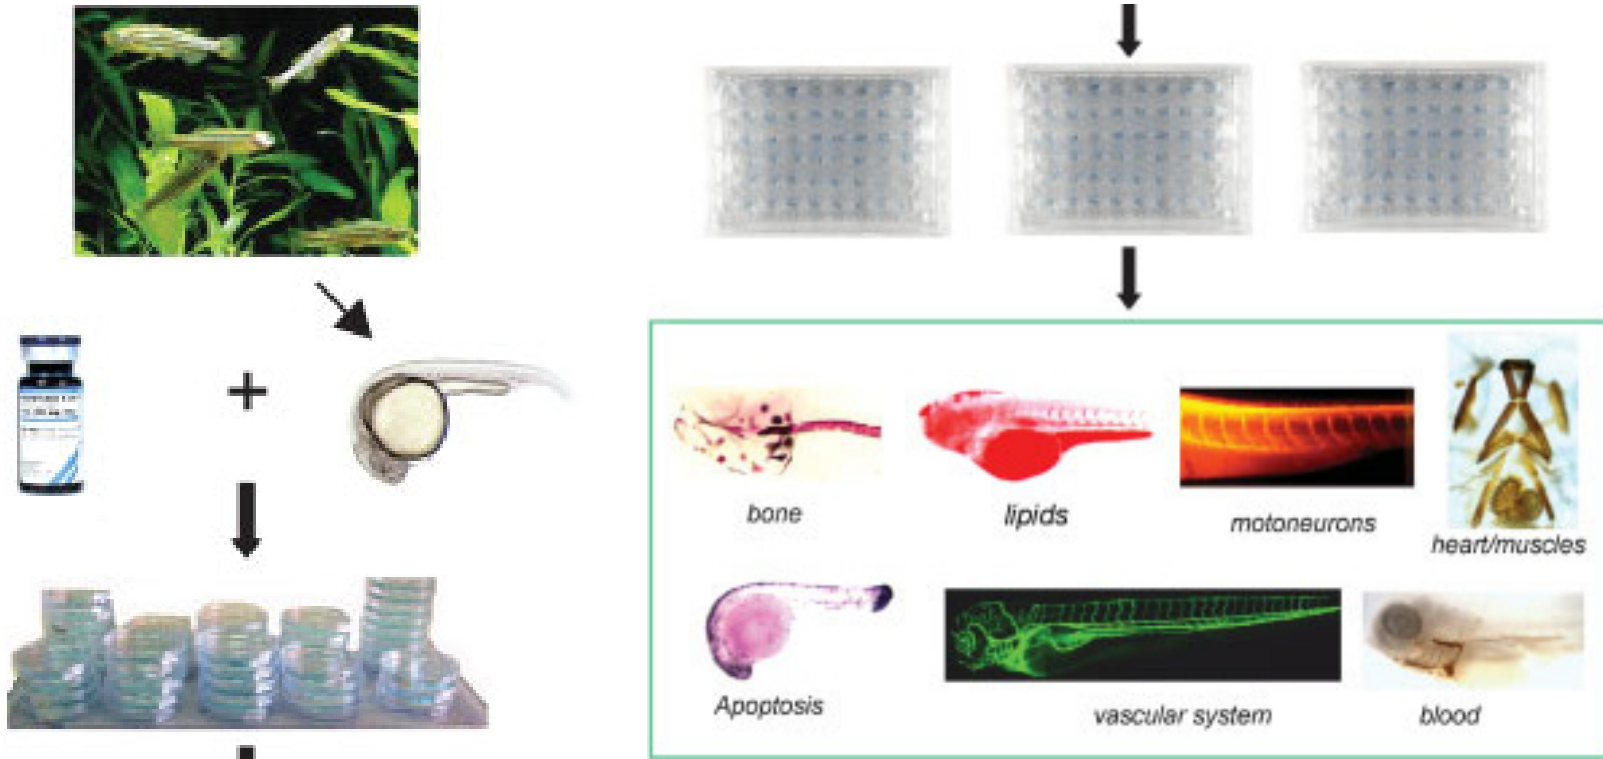 bone
lipids
motoneurons
heart/muscles
Apoptosis
vascular system
blood